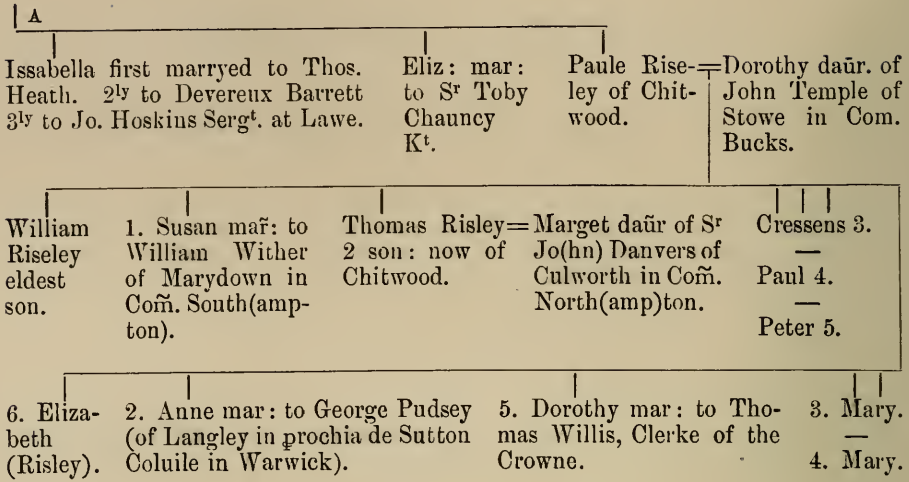 A
Issabella first marryed to Thos.
Heath. 2ly to Devereux Barrett
3ly to Jo. Hoskins Sergt. at Lawe.
Eliz: mar:
to Sr Toby
Chauncy
Kt.
Paule Rise-
ley of Chit-
wood.
=Dorothy daūr. of
John Temple of
Stowe in Com.
Bucks.
William
Riseley
eldest
son.
1. Susan mar̃: to
William Wither
of Marydown in
Com̃. South(amp-
ton).
Thomas Risley=
2 son: now of
Chitwood.
Marget daūr of Sr
Jo(hn) Danvers of
Culworth in Com̃.
North(amp)ton.
Cressens 3.
—
Paul 4.
—
Peter 5.
6. Eliza-
beth
(Risley).
2. Anne mar: to George Pudsey
(of Langley in ꝓrochia de Sutton
Coluile in Warwick).
5. Dorothy mar: to Tho-
mas Willis, Clerke of the
Crowne.
3. Mary.
—
4. Mary.